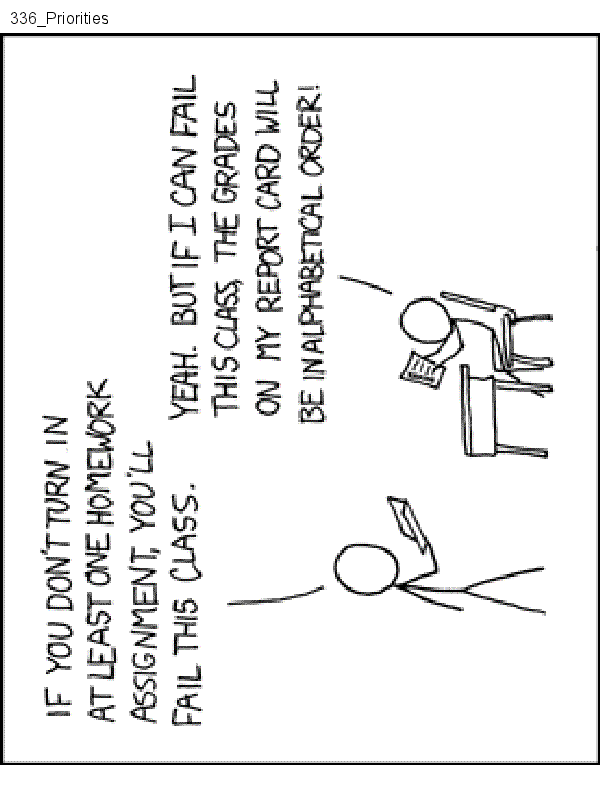 336_Priorities
IF YOU DON'T TURN IN
AT LEAST ONE HOMEWORK
ASSIGNMENT, YOU'LL
FAIL THIS CLASS.
YEAH. BUT IF I CAN FAIL
THIS CLASS, THE GRADES
ON MY REPORT CARD WILL
BE IN ALPHABETICAL ORDER!